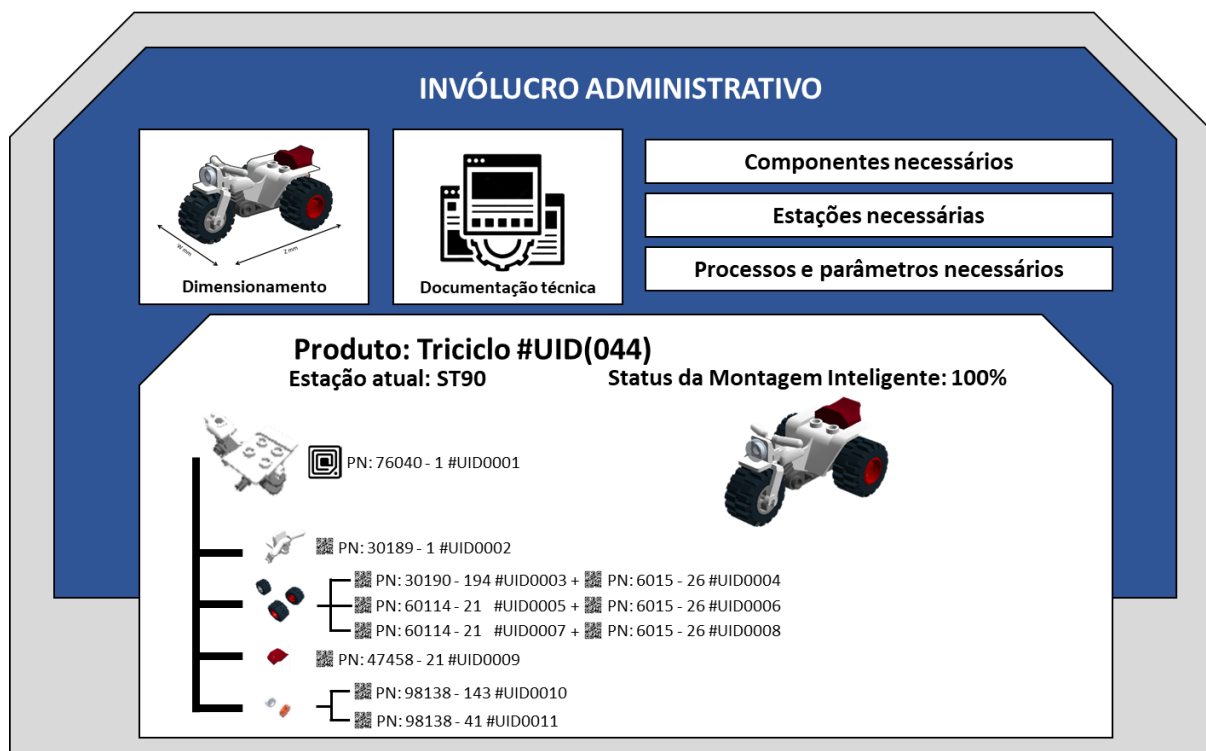 INVÓLUCRO ADMINISTRATIVO
W mm
Z mm
Dimensionamento
Documentação técnica
Componentes necessários
Estações necessárias
Processos e parâmetros necessários
Produto: Triciclo #UID(044)
Estação atual: ST90
Status da Montagem Inteligente: 100%
PN: 76040 - 1 #UID0001
PN: 30189 - 1 #UID0002
PN: 30190 - 194 #UID0003 + PN: 6015 - 26 #UID0004
PN: 60114 - 21 #UID0005 + PN: 6015 - 26 #UID0006
PN: 60114 - 21 #UID0007 + PN: 6015 - 26 #UID0008
PN: 47458 - 21 #UID0009
PN: 98138 - 143 #UID0010
PN: 98138 - 41 #UID0011